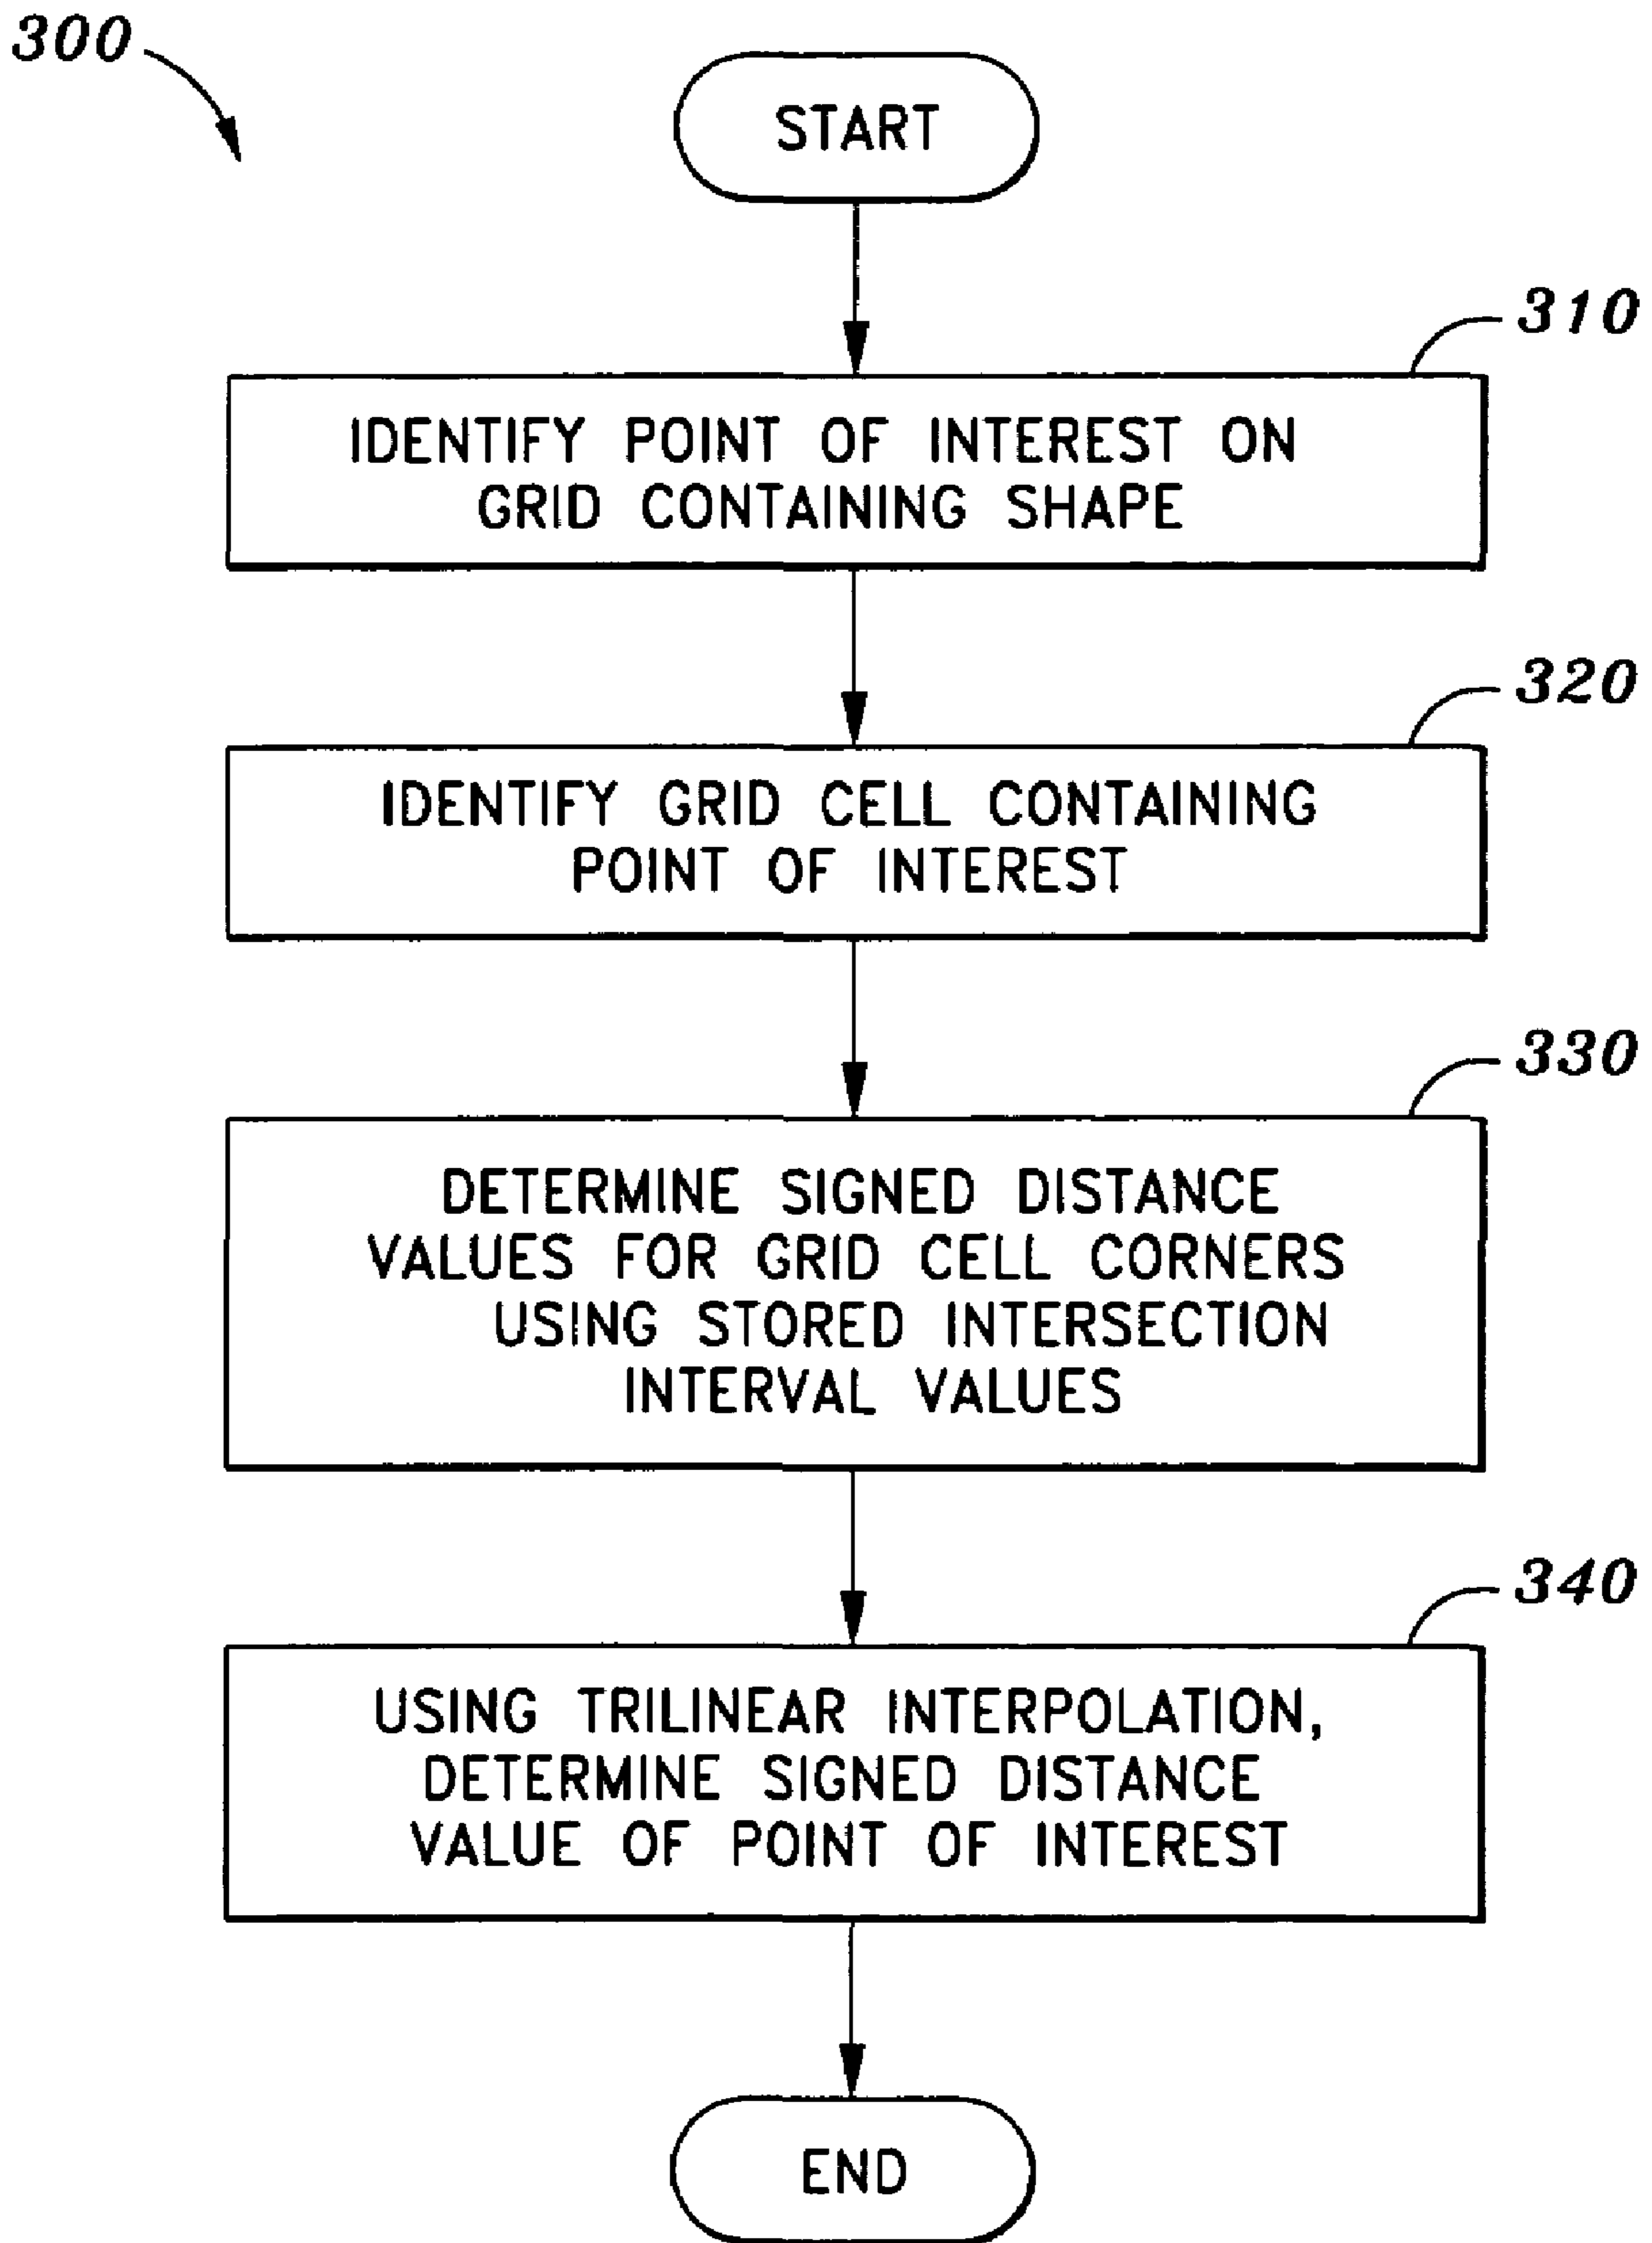 300
START
310
IDENTIFY POINT OF INTEREST ON
GRID CONTAINING SHAPE
320
IDENTIFY GRID CELL CONTAINING
POINT OF INTEREST
330
DETERMINE SIGNED DISTANCE
VALUES FOR GRID CELL CORNERS
USING STORED INTERSECTION
INTERVAL VALUES
340
USING TRILINEAR INTERPOLATION,
DETERMINE SIGNED DISTANCE
VALUE OF POINT OF INTEREST
END